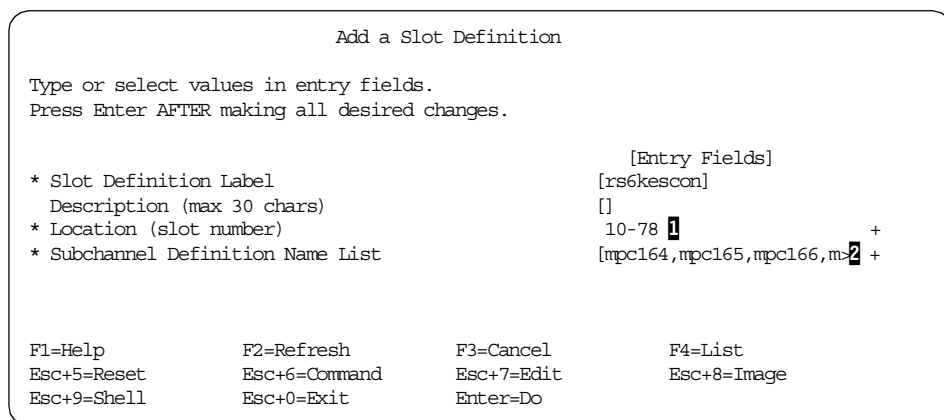 Add a Slot Definition
Type or select values in entry fields.
Press Enter AFTER making all desired changes.
[Entry Fields]
* Slot Definition Label [rs6kescon]
Description (max 30 chars) []
* Location (slot number) 10-78 1 +
* Subchannel Definition Name List [mpc164,mpc165,mpc166,m>2 +
F1=Help F2=Refresh F3=Cancel F4=List
Esc+5=Reset Esc+6=Command Esc+7=Edit Esc+8=Image
Esc+9=Shell Esc+0=Exit Enter=Do